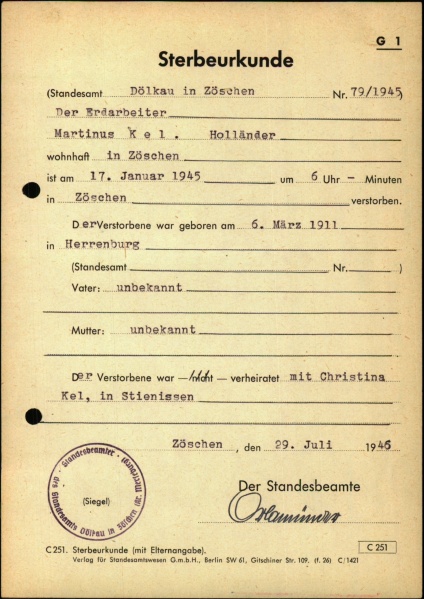 G 1
Sterbeurkunde
(Standesamt Dölkau in Zöschen Nr. 79/1945)
Der Erdarbeiter
Martinus Kel. Holländer
wohnhaft in Zöschen
ist am 17. Januar 1945 um 6 Uhr - Minuten
in Zöschen verstorben.
Der Verstorbene war geboren am 6. März 1911
in Herrenburg
(Standesamt Nr. )
Vater: unbekannt
Mutter: unbekannt
Der Verstorbene war — nicht — verheiratet mit Christina
Kel, in Stienissen
Zöschen, den 29. Juli 1946
Der Standesbeamte
(Siegel)
C 251. Sterbeurkunde (mit Elternangabe).
C 251
Verlag für Standesamtswesen G.m.b.H., Berlin SW 61, Gitschiner Str. 109. (f. 26) C/1421